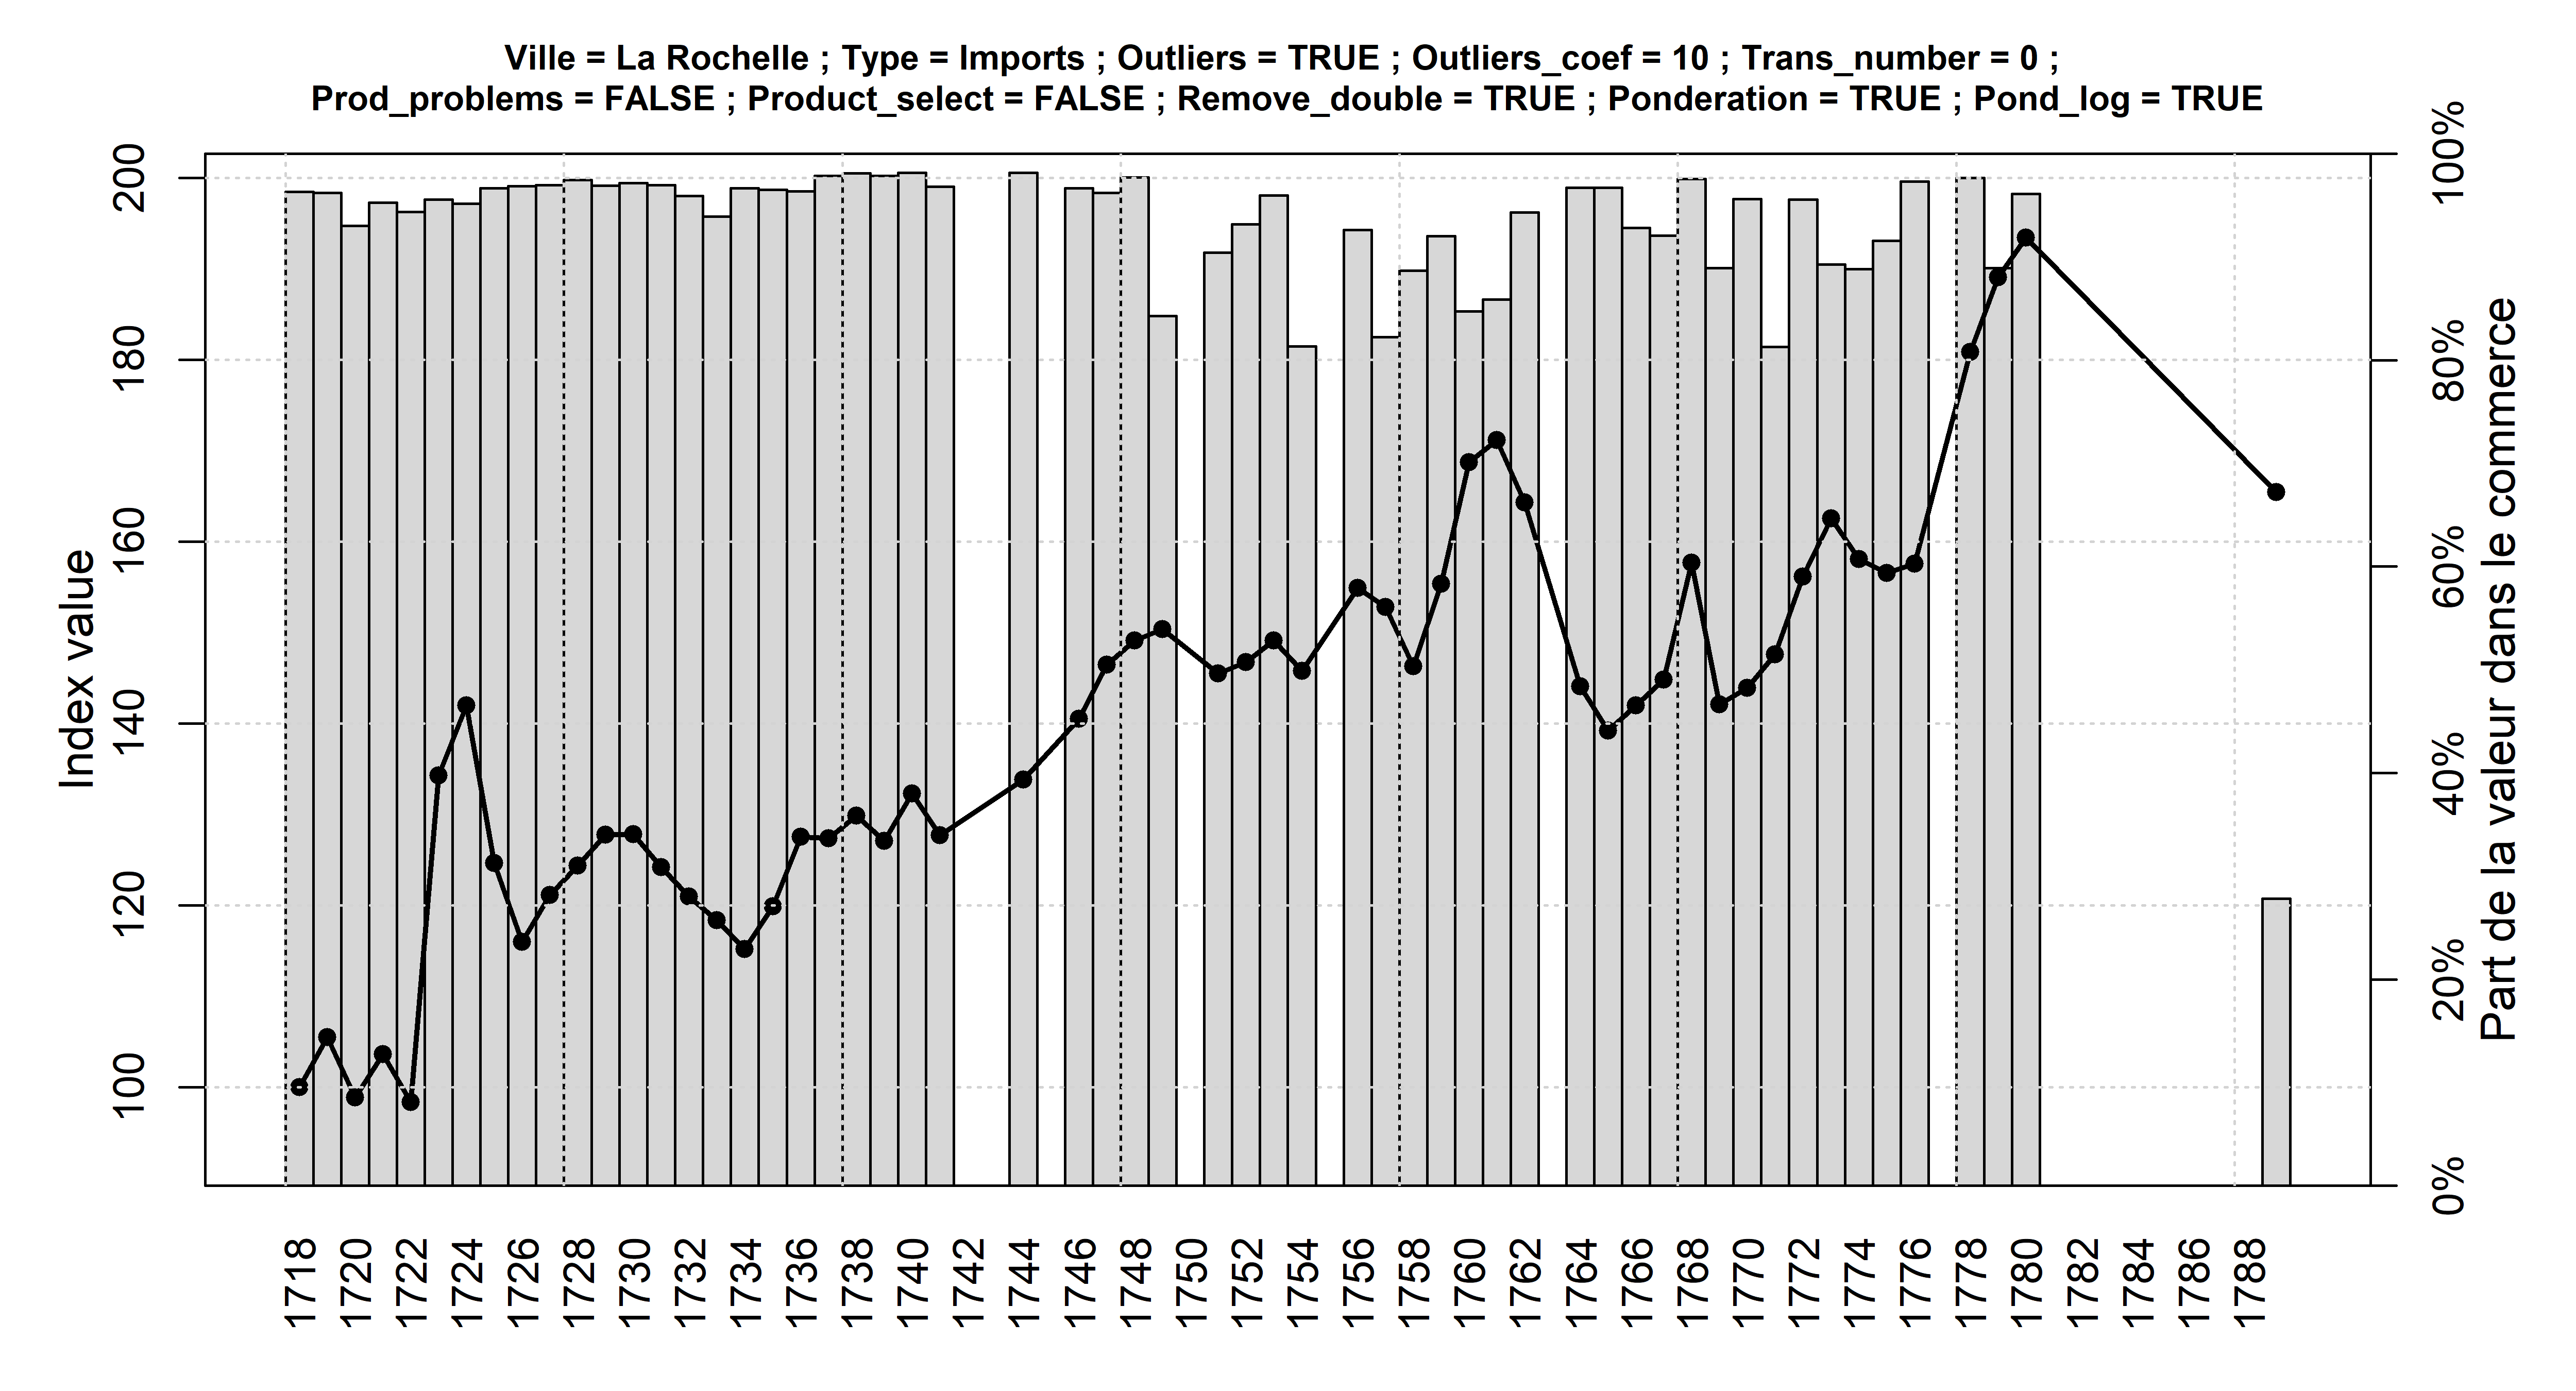 Ville = La Rochelle ; Type = Imports ; Outliers = TRUE ; Outliers_coef = 10 ; Trans_number = 0 ;
Prod_problems = FALSE ; Product_select = FALSE ; Remove_double = TRUE ; Ponderation = TRUE ; Pond_log = TRUE
Index value
200
180
160
140
120
100
100%
80%
60%
40%
20%
0%
Part de la valeur dans le commerce
1718 1720 1722 1724 1726 1728 1730 1732 1734 1736 1738 1740 1742 1744 1746 1748 1750 1752 1754 1756 1758 1760 1762 1764 1766 1768 1770 1772 1774 1776 1778 1780 1782 1784 1786 1788